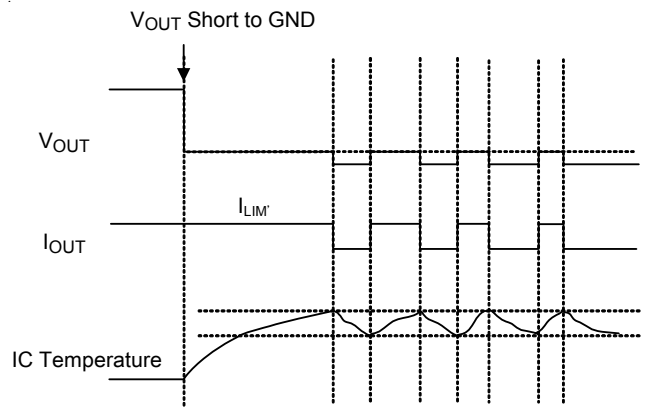 VOUT Short to GND
VOUT
ILIM'
IOUT
IC Temperature